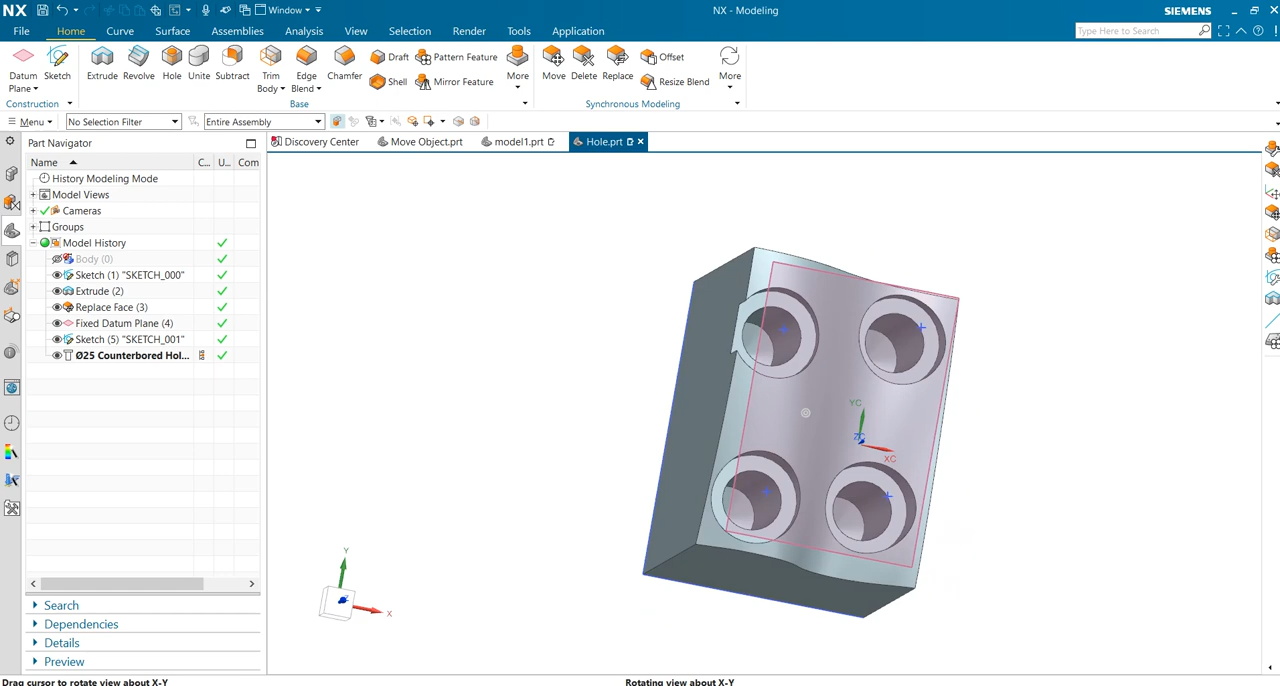 NX
Window
NX - Modeling
SIEMENS
File
Home
Curve
Surface
Assemblies
Analysis
View
Selection
Render
Tools
Application
Type Here to Search
Datum Plane
Sketch
Extrude
Revolve
Hole
Unite
Subtract
Trim Body
Edge Blend
Chamfer
Draft
Shell
Pattern Feature
Mirror Feature
More
Move
Delete
Replace
Offset
Resize Blend
More
Construction
Base
Synchronous Modeling
Menu
No Selection Filter
Entire Assembly
Part Navigator
Discovery Center
Move Object.prt
model1.prt
Hole.prt
Name
C...
U...
Com
History Modeling Mode
Model Views
Cameras
Groups
Model History
Body (0)
Sketch (1) "SKETCH_000"
Extrude (2)
Replace Face (3)
Fixed Datum Plane (4)
Sketch (5) "SKETCH_001"
Ø25 Counterbored Hol...
YC
ZC
XC
Y
Z
X
Search
Dependencies
Details
Preview
Drag cursor to rotate view about X-Y
Rotating view about X-Y